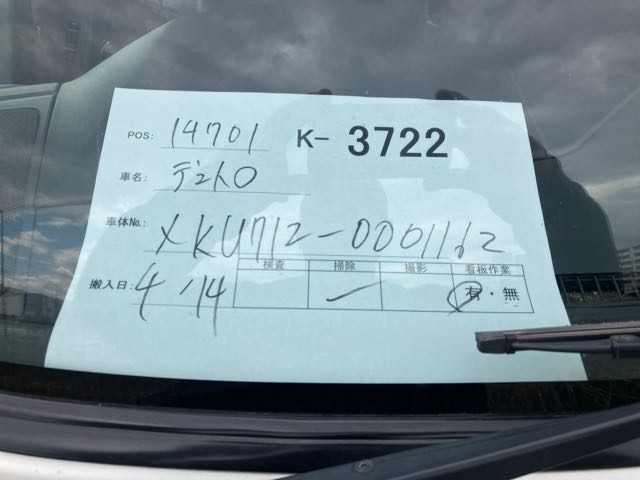 POS: 14701 K- 3722
車名: デュトロ
車体No.: XKU712-0001162
検査 掃除 撮影 看板作業
搬入日: 4/14 有・無